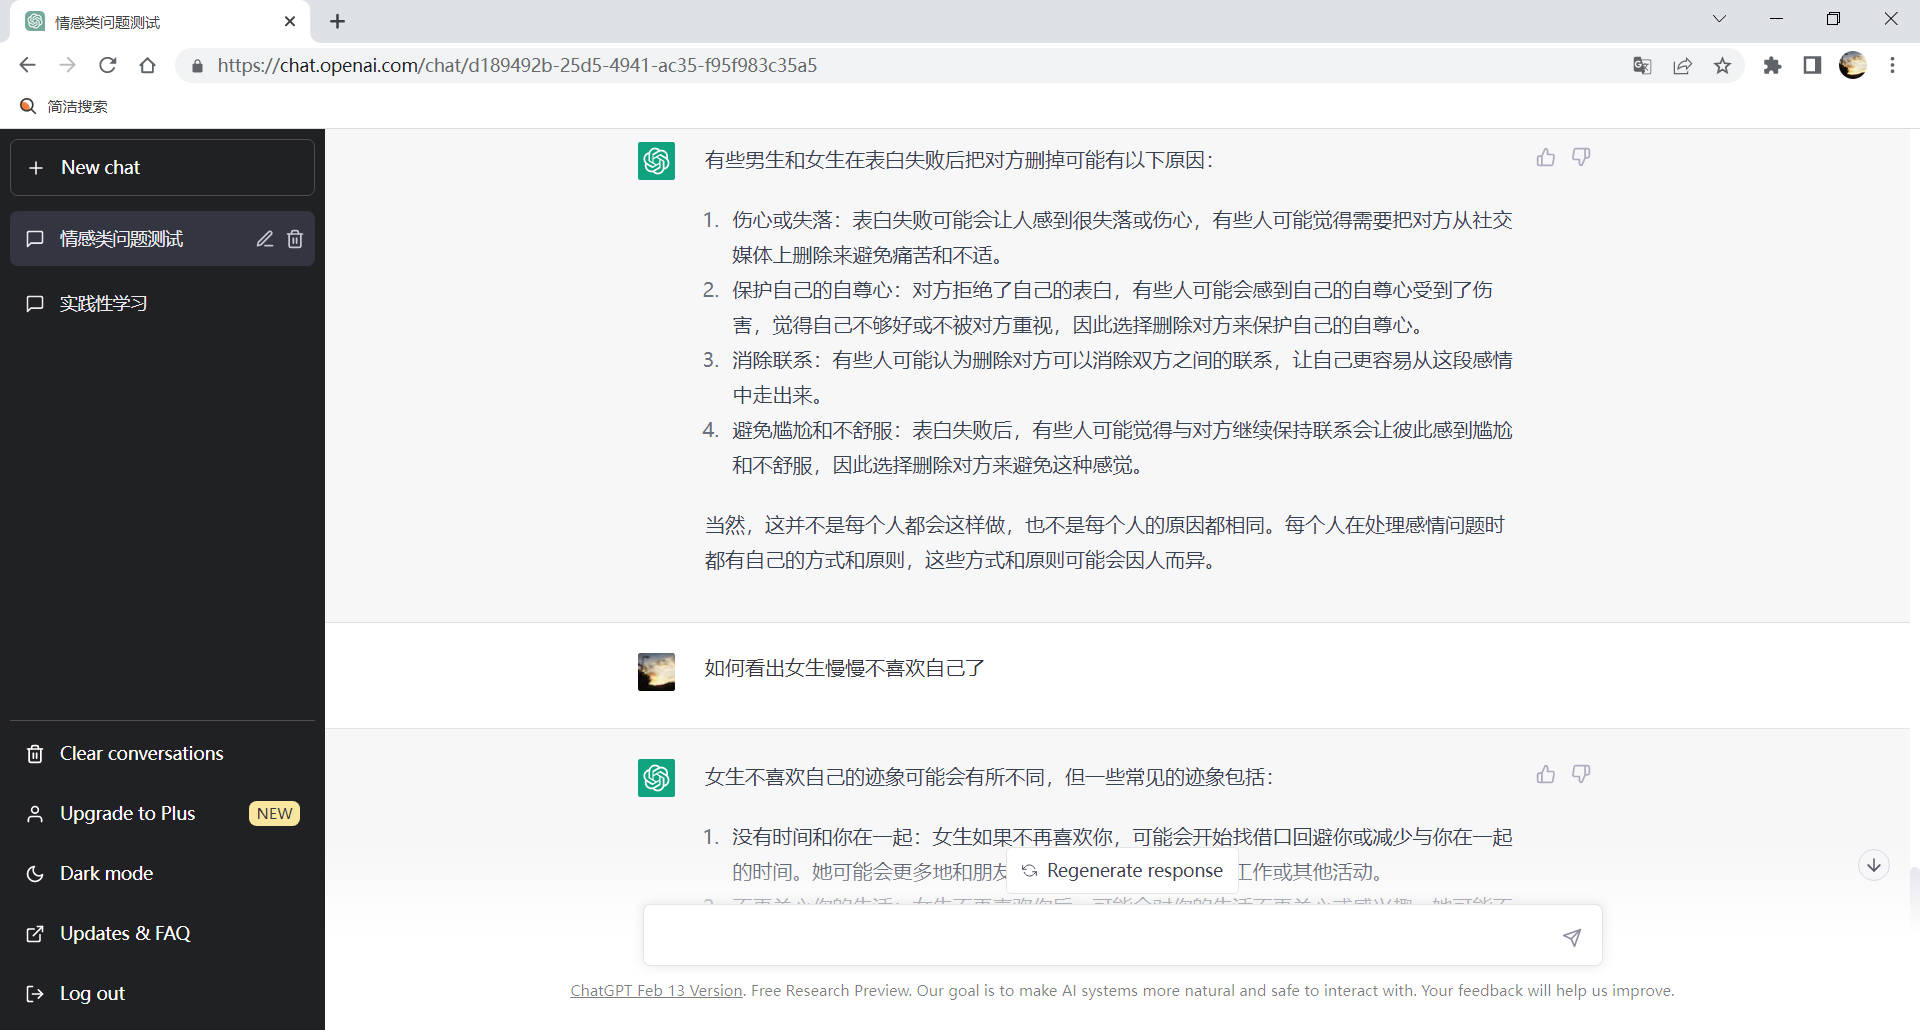 情感类问题测试
https://chat.openai.com/chat/d189492b-25d5-4941-ac35-f95f983c35a5
简洁搜索
New chat
情感类问题测试
实践性学习
Clear conversations
Upgrade to Plus NEW
Dark mode
Updates & FAQ
Log out
有些男生和女生在表白失败后把对方删掉可能有以下原因：
1. 伤心或失落：表白失败可能会让人感到很失落或伤心，有些人可能觉得需要把对方从社交
媒体上删除来避免痛苦和不适。
2. 保护自己的自尊心：对方拒绝了自己的表白，有些人可能会感到自己的自尊心受到了伤
害，觉得自己不够好或不被对方重视，因此选择删除对方来保护自己的自尊心。
3. 消除联系：有些人可能认为删除对方可以消除双方之间的联系，让自己更容易从这段感情
中走出来。
4. 避免尴尬和不舒服：表白失败后，有些人可能觉得与对方继续保持联系会让彼此感到尴尬
和不舒服，因此选择删除对方来避免这种感觉。
当然，这并不是每个人都会这样做，也不是每个人的原因都相同。每个人在处理感情问题时
都有自己的方式和原则，这些方式和原则可能会因人而异。
如何看出女生慢慢不喜欢自己了
女生不喜欢自己的迹象可能会有所不同，但一些常见的迹象包括：
1. 没有时间和你在一起：女生如果不再喜欢你，可能会开始找借口回避你或减少与你在一起
的时间。她可能会更多地和朋友 工作或其他活动。
Regenerate response
ChatGPT Feb 13 Version. Free Research Preview. Our goal is to make AI systems more natural and safe to interact with. Your feedback will help us improve.